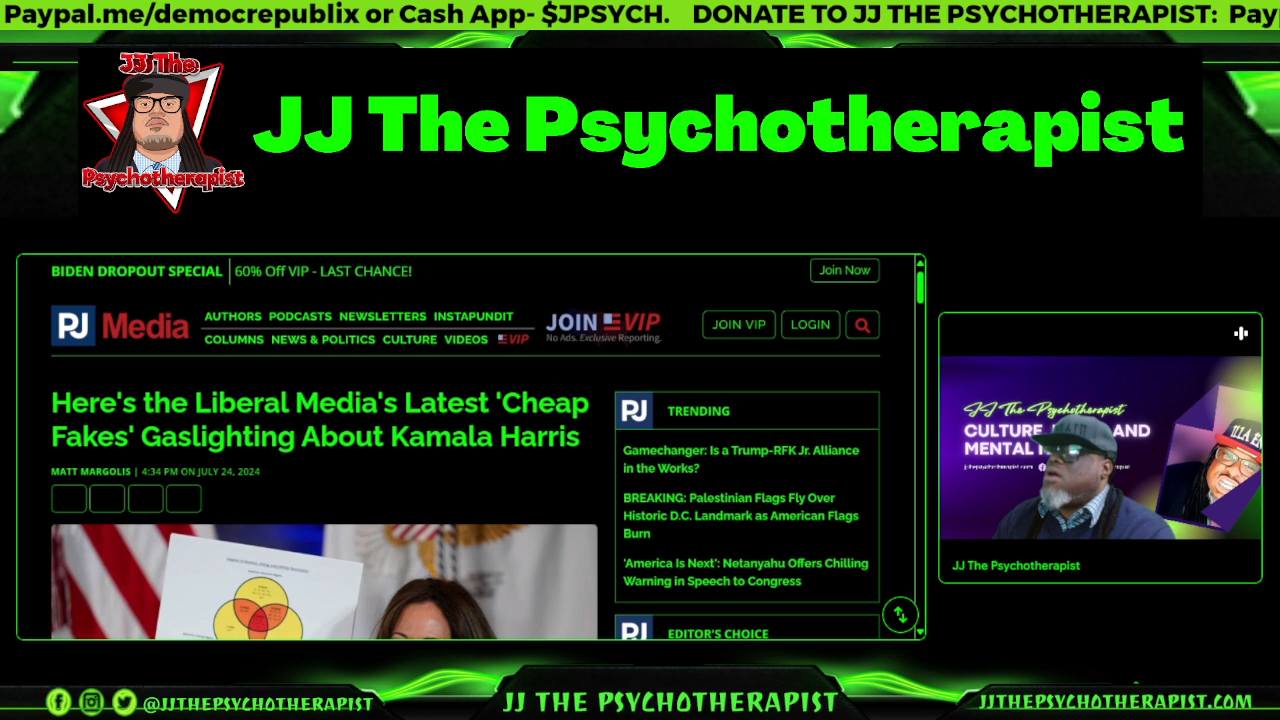 Paypal.me/democrepublix or Cash App- $JPSYCH. DONATE TO JJ THE PSYCHOTHERAPIST: Pay
JJ The
Psychotherapist
JJ The Psychotherapist
BIDEN DROPOUT SPECIAL | 60% Off VIP - LAST CHANCE!
Join Now
PJ Media
AUTHORS PODCASTS NEWSLETTERS INSTAPUNDIT
COLUMNS NEWS & POLITICS CULTURE VIDEOS VIP
JOIN VIP
No Ads. Exclusive Reporting.
JOIN VIP
LOGIN
Here's the Liberal Media's Latest 'Cheap
Fakes' Gaslighting About Kamala Harris
MATT MARGOLIS | 4:34 PM ON JULY 24, 2024
PJ TRENDING
Gamechanger: Is a Trump-RFK Jr. Alliance
in the Works?
BREAKING: Palestinian Flags Fly Over
Historic D.C. Landmark as American Flags
Burn
'America Is Next': Netanyahu Offers Chilling
Warning in Speech to Congress
PJ EDITOR'S CHOICE
JJ The Psychotherapist
CULTURE AND
MENTAL
JJ The Psychotherapist
@JJTHEPSYCHOTHERAPIST
JJ THE PSYCHOTHERAPIST
JJTHEPSYCHOTHERAPIST.COM